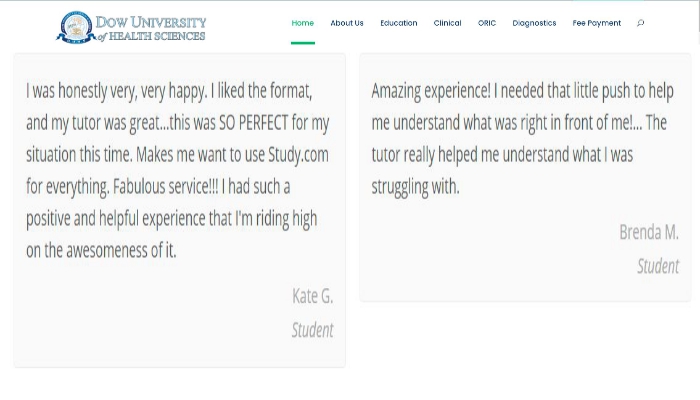 DOW UNIVERSITY
of HEALTH SCIENCES
Home About Us Education Clinical ORIC Diagnostics Fee Payment
I was honestly very, very happy. I liked the format,
and my tutor was great...this was SO PERFECT for my
situation this time. Makes me want to use Study.com
for everything. Fabulous service!!! I had such a
positive and helpful experience that I'm riding high
on the awesomeness of it.
Kate G.
Student
Amazing experience! I needed that little push to help
me understand what was right in front of me!... The
tutor really helped me understand what I was
struggling with.
Brenda M.
Student